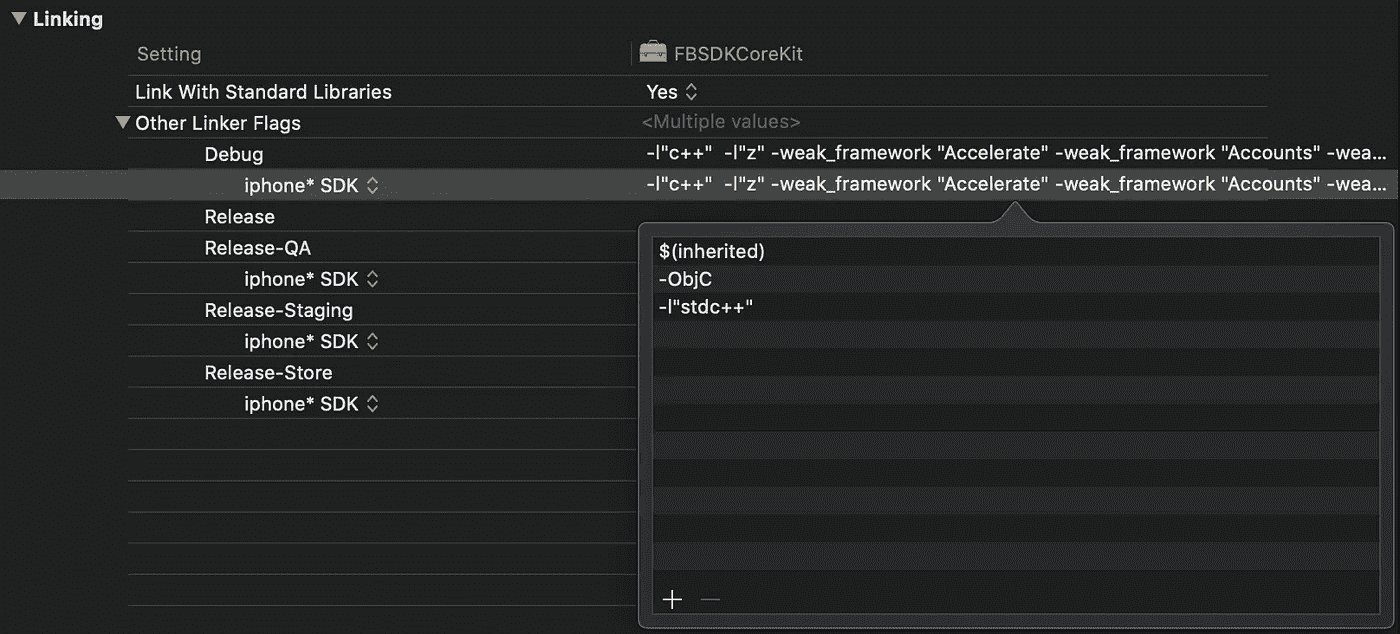 Linking
Setting FBSDKCoreKit
Link With Standard Libraries Yes
Other Linker Flags <Multiple values>
Debug -l"c++" -l"z" -weak_framework "Accelerate" -weak_framework "Accounts" -wea...
iphone* SDK -l"c++" -l"z" -weak_framework "Accelerate" -weak_framework "Accounts" -wea...
Release
Release-QA
iphone* SDK
Release-Staging
iphone* SDK
Release-Store
iphone* SDK
$(inherited)
-ObjC
-l"stdc++"